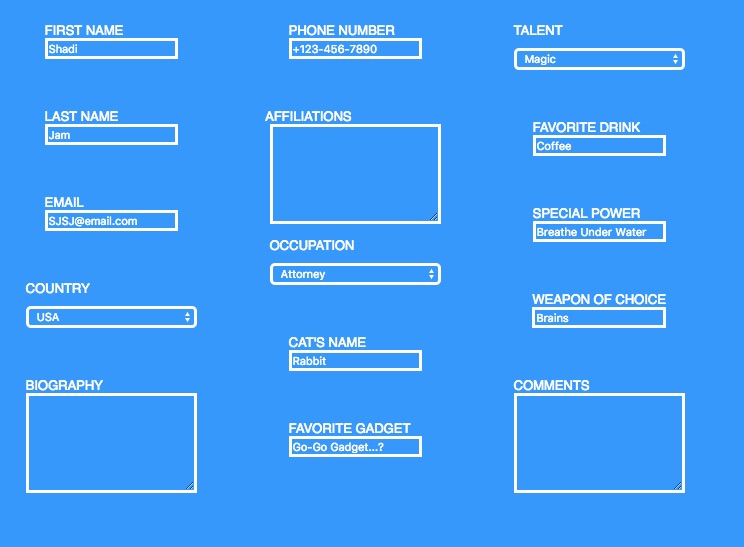 FIRST NAME
Shadi
LAST NAME
Jam
EMAIL
SJSJ@email.com
COUNTRY
USA
BIOGRAPHY
PHONE NUMBER
+123-456-7890
AFFILIATIONS
OCCUPATION
Attorney
CAT'S NAME
Rabbit
FAVORITE GADGET
Go-Go Gadget...?
TALENT
Magic
FAVORITE DRINK
Coffee
SPECIAL POWER
Breathe Under Water
WEAPON OF CHOICE
Brains
COMMENTS